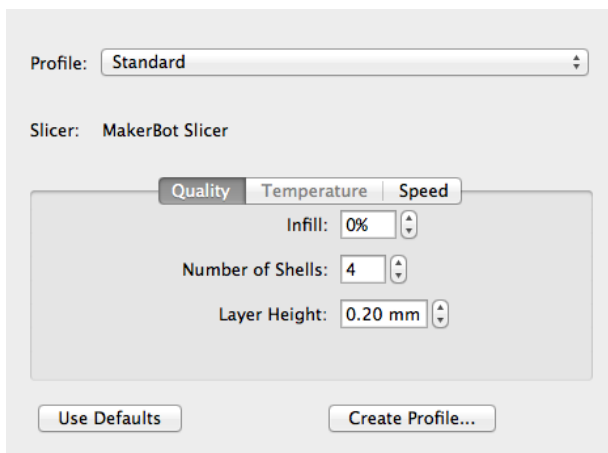 Profile: Standard
Slicer: MakerBot Slicer
Quality Temperature Speed
Infill: 0%
Number of Shells: 4
Layer Height: 0.20 mm
Use Defaults Create Profile...